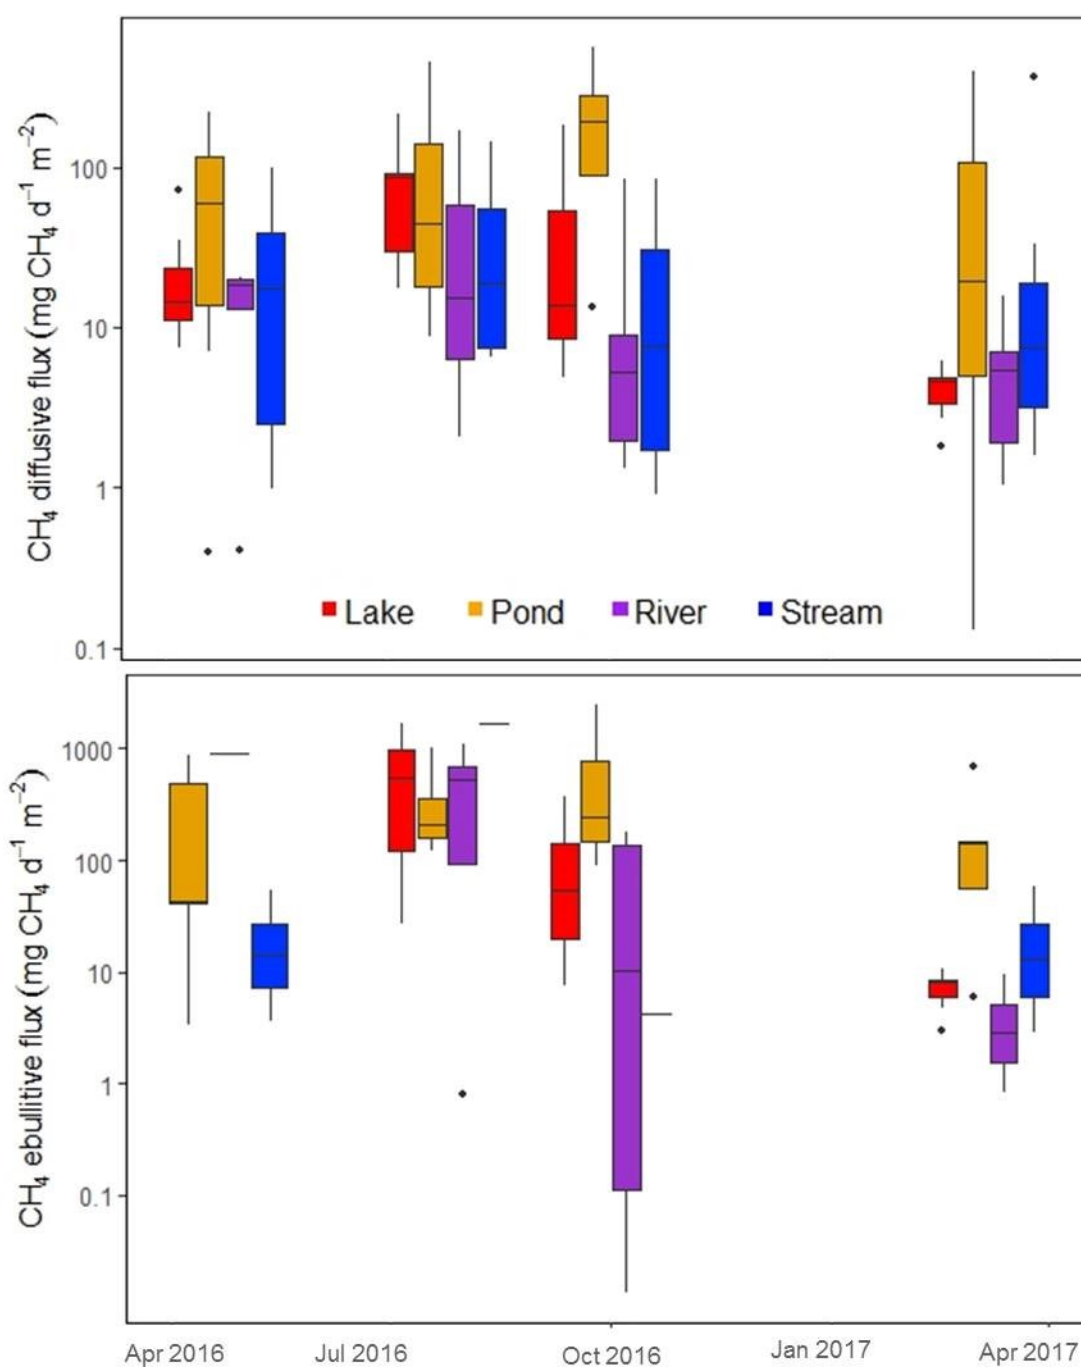 CH₄ diffusive flux (mg CH₄ d⁻¹ m⁻²)
100
10
1
0.1
Lake Pond River Stream
CH₄ ebullitive flux (mg CH₄ d⁻¹ m⁻²)
1000
100
10
1
0.1
Apr 2016 Jul 2016 Oct 2016 Jan 2017 Apr 2017